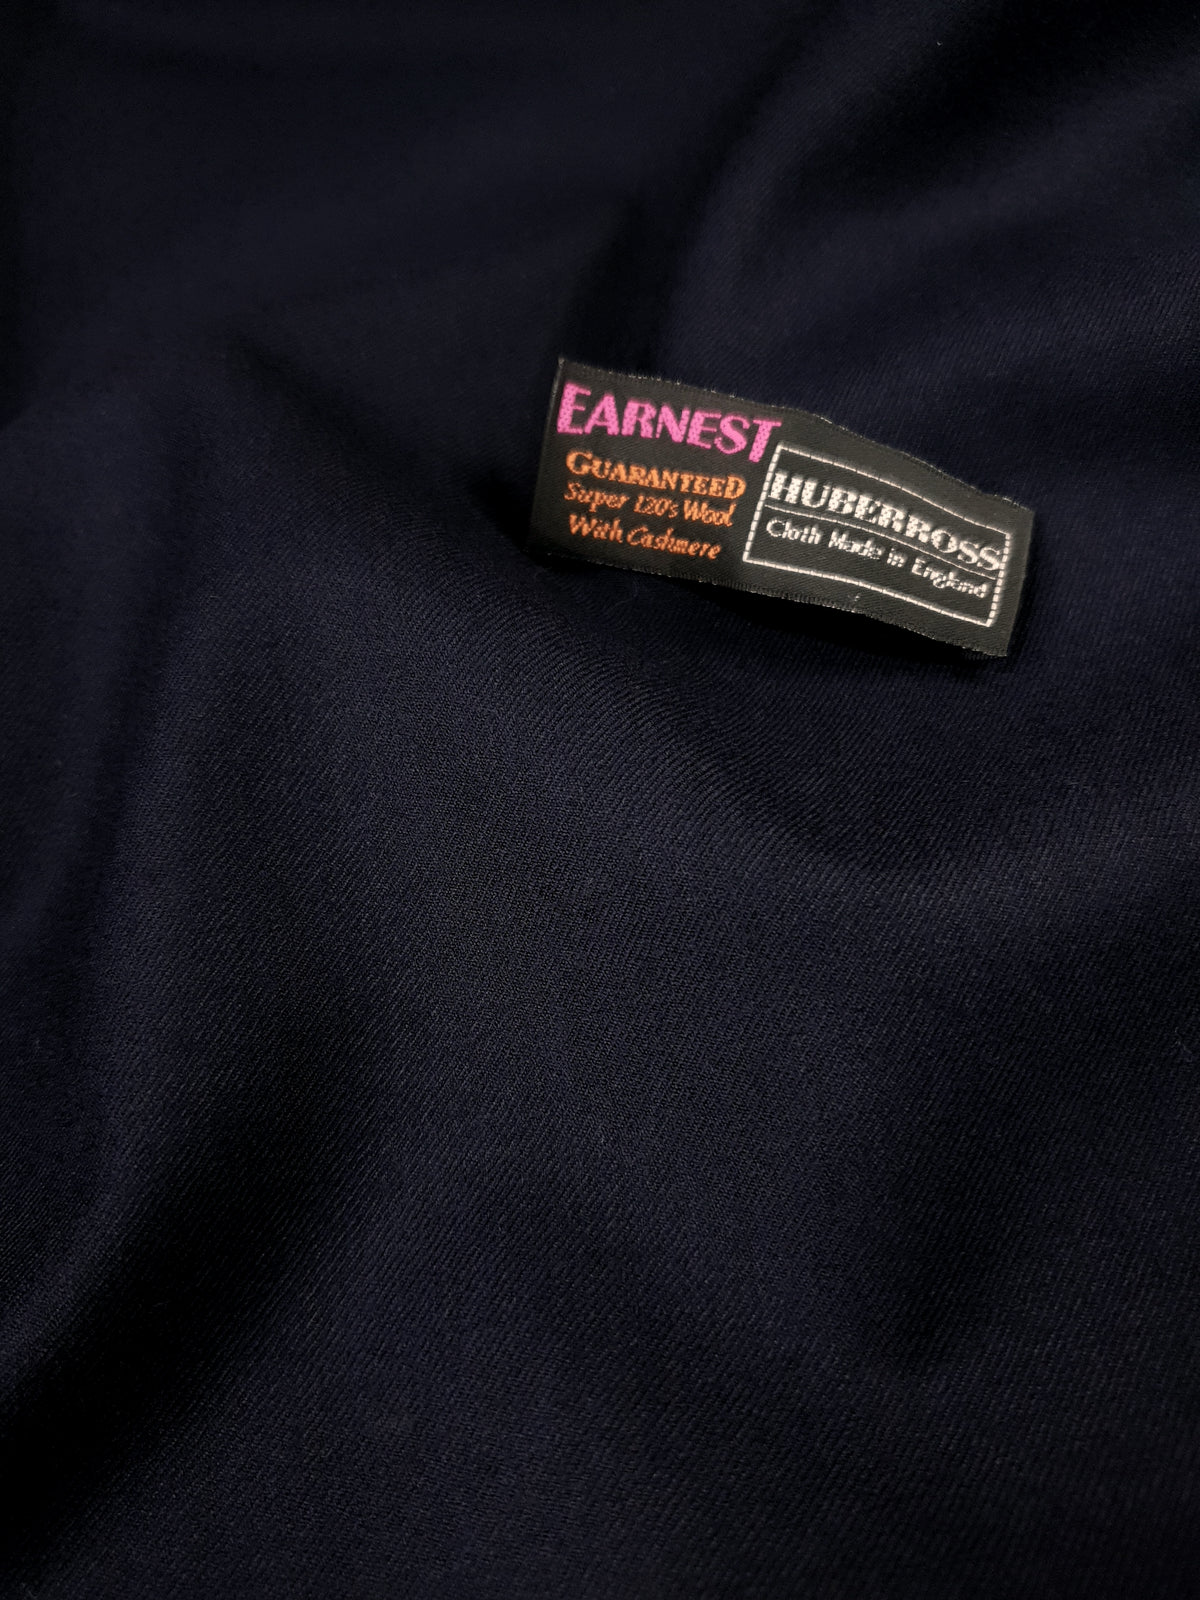 EARNEST
GUARANTEED
Super 120's Wool
With Cashmere
HUBERROSS
Cloth Made in England